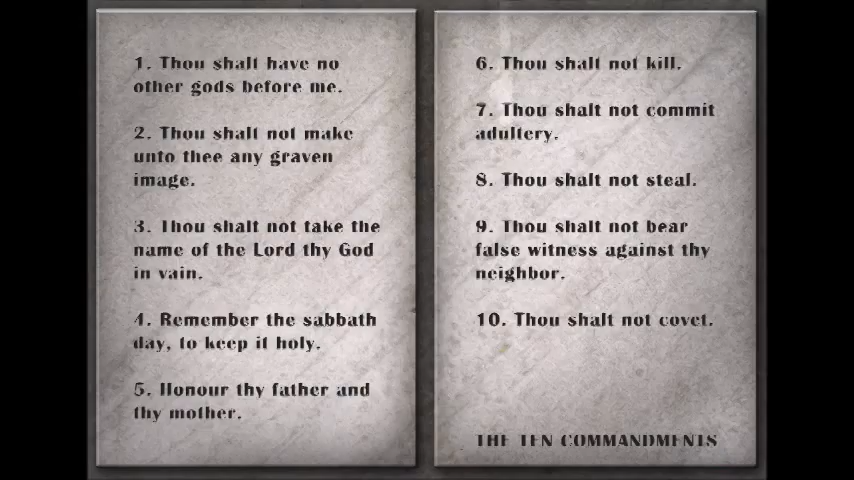 1. Thou shalt have no
other gods before me.
2. Thou shalt not make
unto thee any graven
image.
3. Thou shalt not take the
name of the Lord thy God
in vain.
4. Remember the sabbath
day, to keep it holy.
5. Honour thy father and
thy mother.
6. Thou shalt not kill.
7. Thou shalt not commit
adultery.
8. Thou shalt not steal.
9. Thou shalt not bear
false witness against thy
neighbor.
10. Thou shalt not covet.
THE TEN COMMANDMENTS